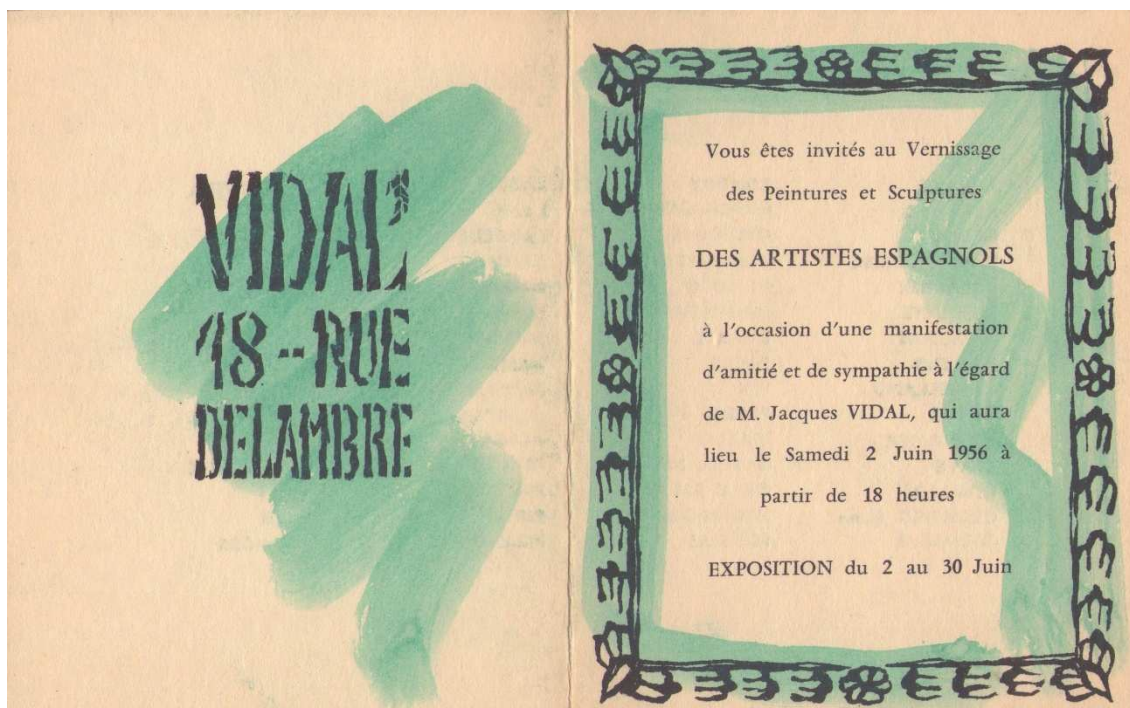 VIDAL
18 -- RUE
DELAMBRE
Vous êtes invités au Vernissage
des Peintures et Sculptures
DES ARTISTES ESPAGNOLS
à l'occasion d'une manifestation
d'amitié et de sympathie à l'égard
de M. Jacques VIDAL, qui aura
lieu le Samedi 2 Juin 1956 à
partir de 18 heures
EXPOSITION du 2 au 30 Juin